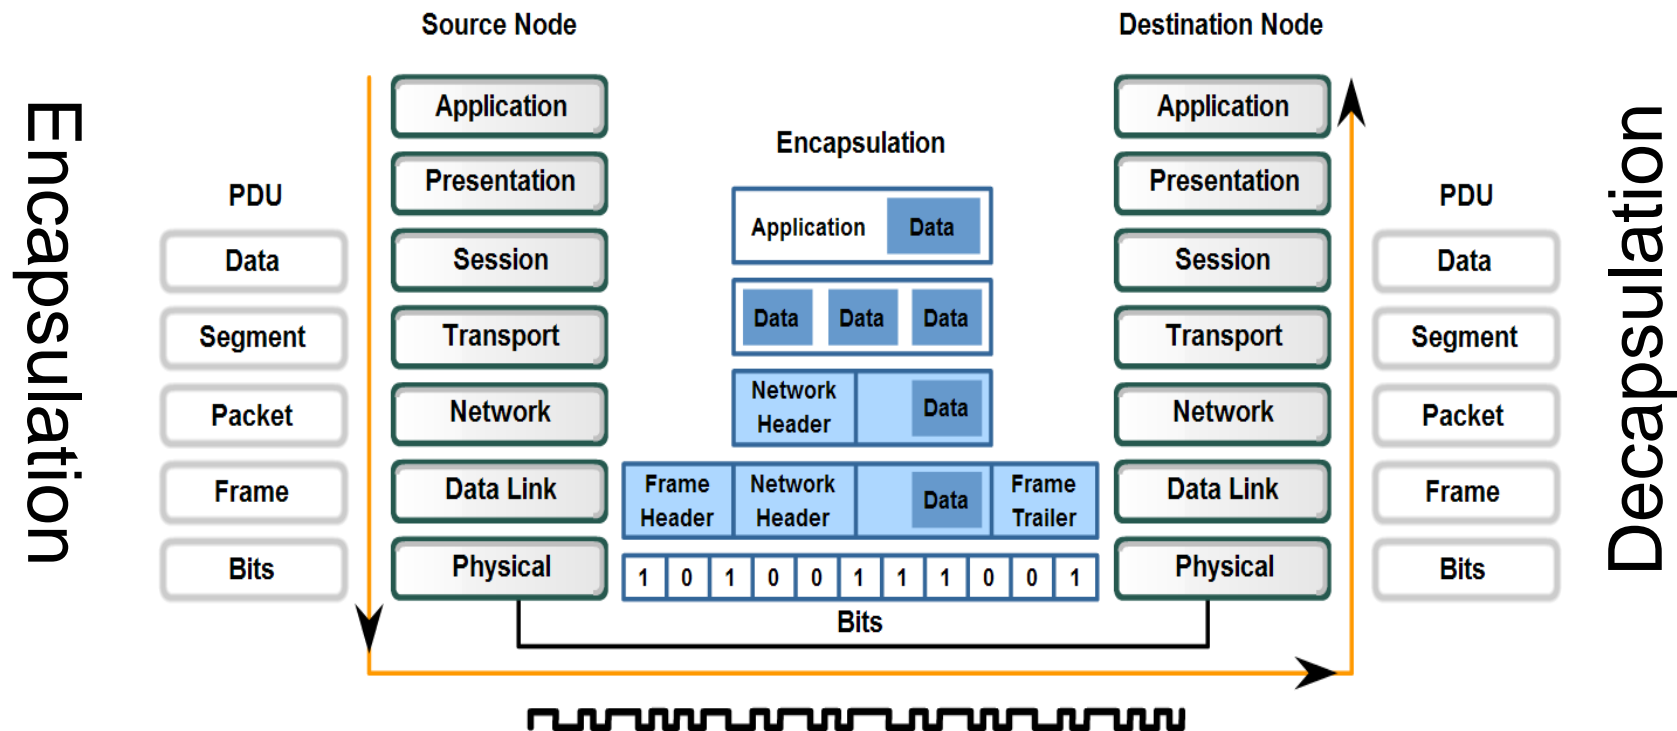 Source Node
Destination Node
Encapsulation
Decapsulation
PDU
Data
Segment
Packet
Frame
Bits
Application
Presentation
Session
Transport
Network
Data Link
Physical
Encapsulation
Application Data
Data Data Data
Network
Header
Data
Frame
Header
Network
Header
Data
Frame
Trailer
1 0 1 0 0 1 1 1 0 0 1
Bits
Application
Presentation
Session
Transport
Network
Data Link
Physical
PDU
Data
Segment
Packet
Frame
Bits